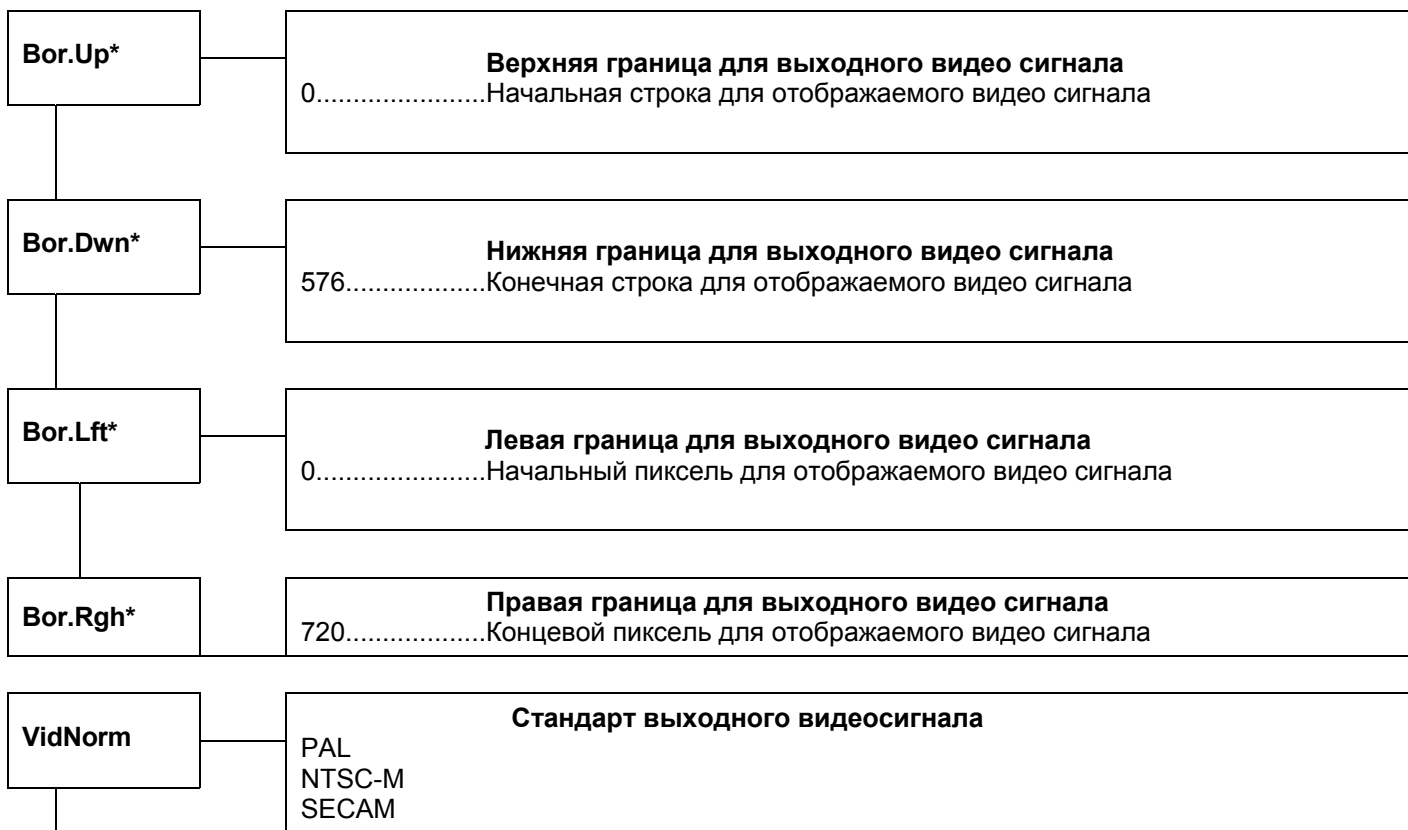 Bor.Up*
Верхняя граница для выходного видео сигнала
0.......................Начальная строка для отображаемого видео сигнала
Bor.Dwn*
Нижняя граница для выходного видео сигнала
576...................Конечная строка для отображаемого видео сигнала
Bor.Lft*
Левая граница для выходного видео сигнала
0.......................Начальный пиксель для отображаемого видео сигнала
Bor.Rgh*
Правая граница для выходного видео сигнала
720...................Концевой пиксель для отображаемого видео сигнала
VidNorm
Стандарт выходного видеосигнала
PAL
NTSC-M
SECAM